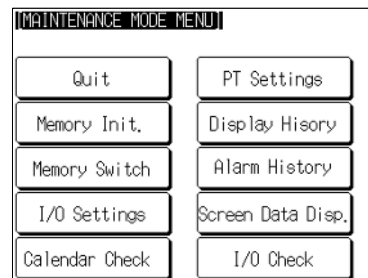 [MAINTENANCE MODE MENU]
Quit
PT Settings
Memory Init.
Display Hisory
Memory Switch
Alarm History
I/O Settings
Screen Data Disp.
Calendar Check
I/O Check